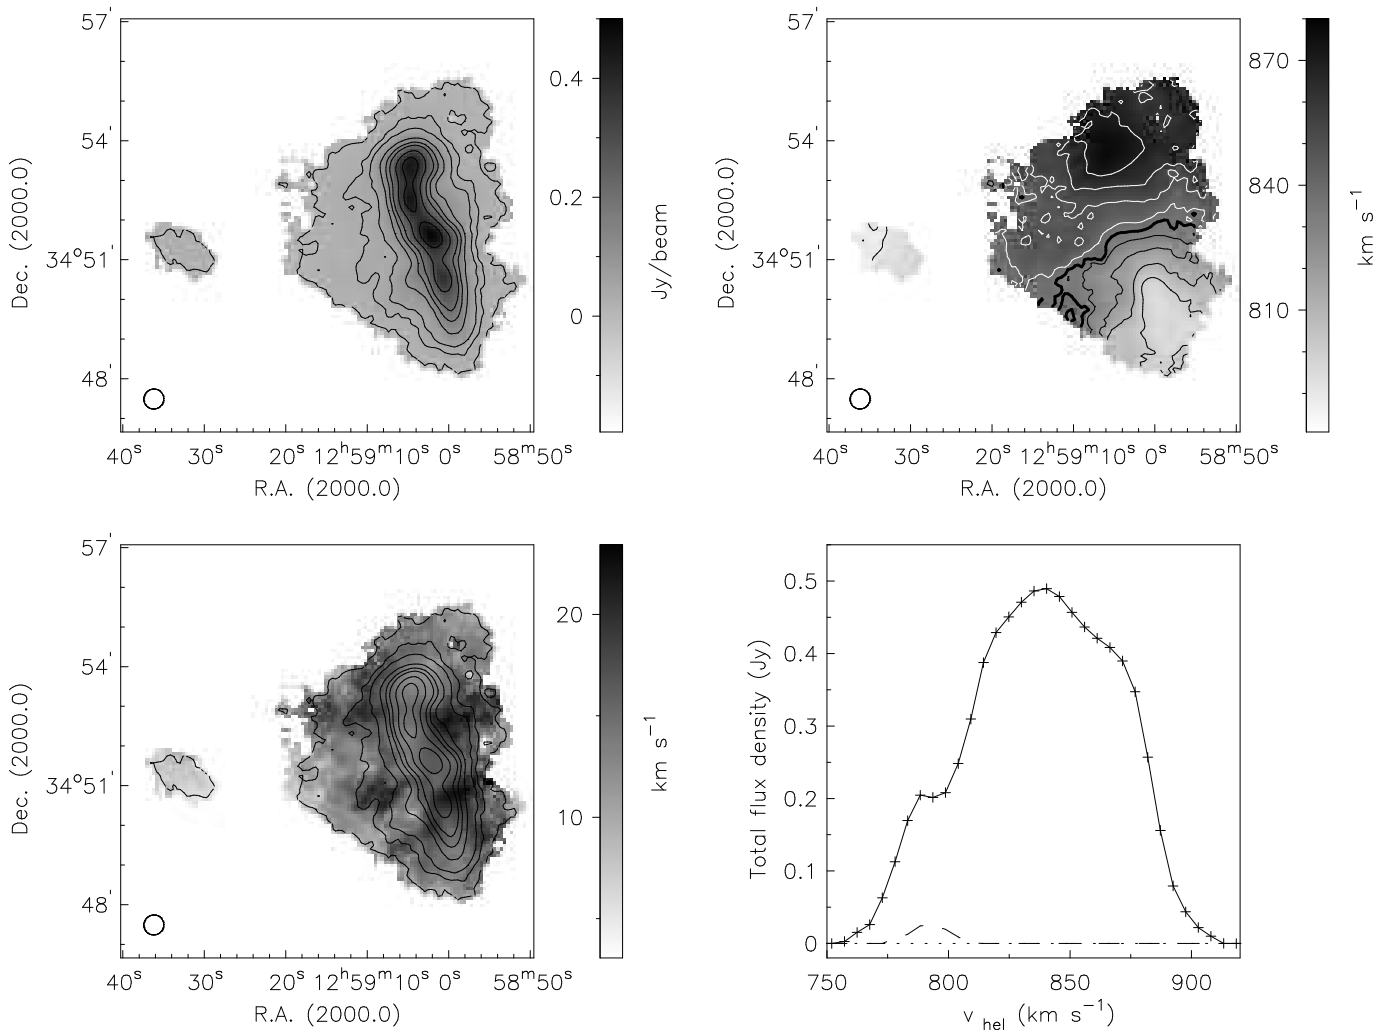 57'
54'
34°51'
48'
Dec. (2000.0)
40ˢ 30ˢ 20ˢ 12ʰ59ᵐ10ˢ 0ˢ 58ᵐ50ˢ
R.A. (2000.0)
0.4
0.2
0
Jy/beam
57'
54'
34°51'
48'
Dec. (2000.0)
40ˢ 30ˢ 20ˢ 12ʰ59ᵐ10ˢ 0ˢ 58ᵐ50ˢ
R.A. (2000.0)
870
840
810
km s⁻¹
57'
54'
34°51'
48'
Dec. (2000.0)
40ˢ 30ˢ 20ˢ 12ʰ59ᵐ10ˢ 0ˢ 58ᵐ50ˢ
R.A. (2000.0)
20
10
km s⁻¹
0.5
0.4
0.3
0.2
0.1
0
Total flux density (Jy)
750 800 850 900
v hel (km s⁻¹)